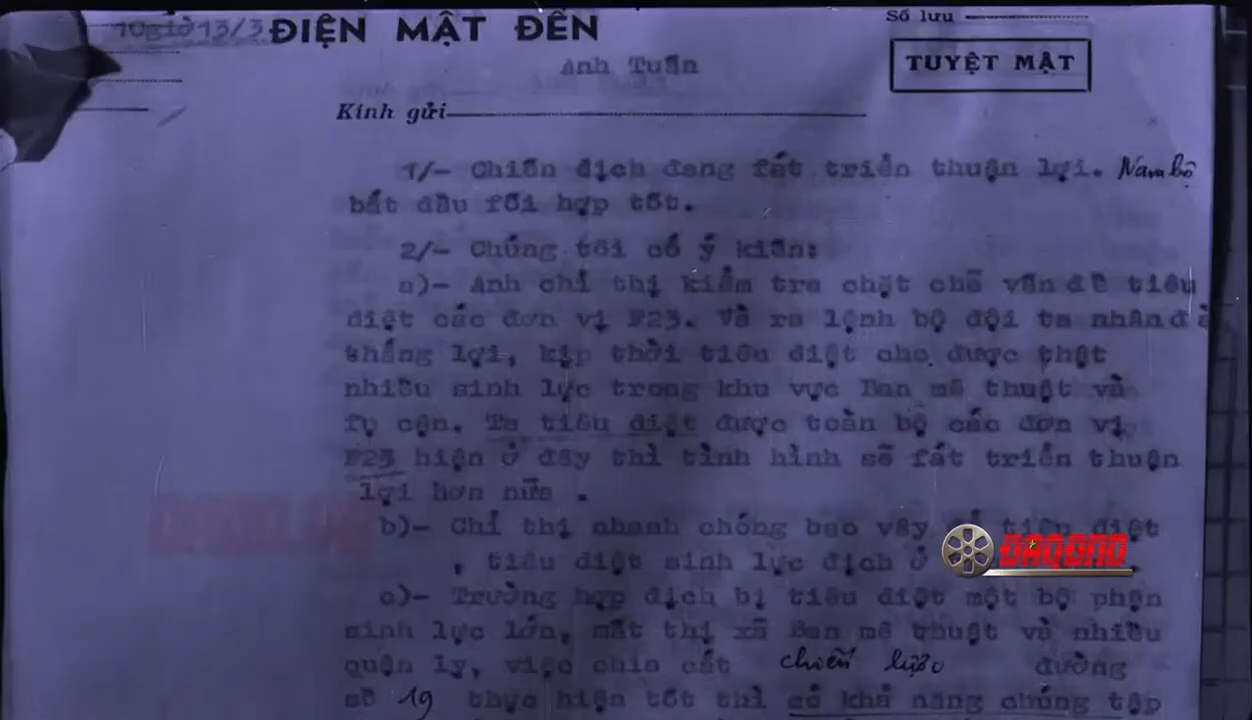 10giờ 13/3
ĐIỆN MẬT ĐẾN
Số lưu
TUYỆT MẬT
Anh Tuấn
Kính gửi
1/- Chiến dịch đang fát triển thuận lợi. Nam bộ
bắt đầu fối hợp tốt.
2/- Chúng tôi có ý kiến:
a)- Anh chỉ thị kiểm tra chặt chẽ vấn đề tiêu
diệt các đơn vị F23. Và ra lệnh bộ đội ta nhân đà
thắng lợi, kịp thời tiêu diệt cho được thật
nhiều sinh lực trong khu vực Ban mê thuột và
fụ cận. Ta tiêu diệt được toàn bộ các đơn vị
F23 hiện ở đây thì tình hình sẽ fát triển thuận
lợi hơn nữa .
b)- Chỉ thị nhanh chóng bao vây để tiêu diệt
, tiêu diệt sinh lực địch ở
ĐAQĐND
c)- Trường hợp địch bị tiêu diệt một bộ phận
sinh lực lớn, mất thị xã Ban mê thuột và nhiều
quận lỵ, việc chia cắt chiến lược đường
số 19 thực hiện tốt thì có khả năng chúng tập